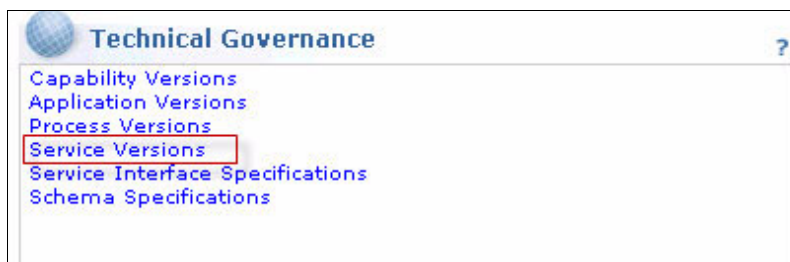 Technical Governance
?
Capability Versions
Application Versions
Process Versions
Service Versions
Service Interface Specifications
Schema Specifications